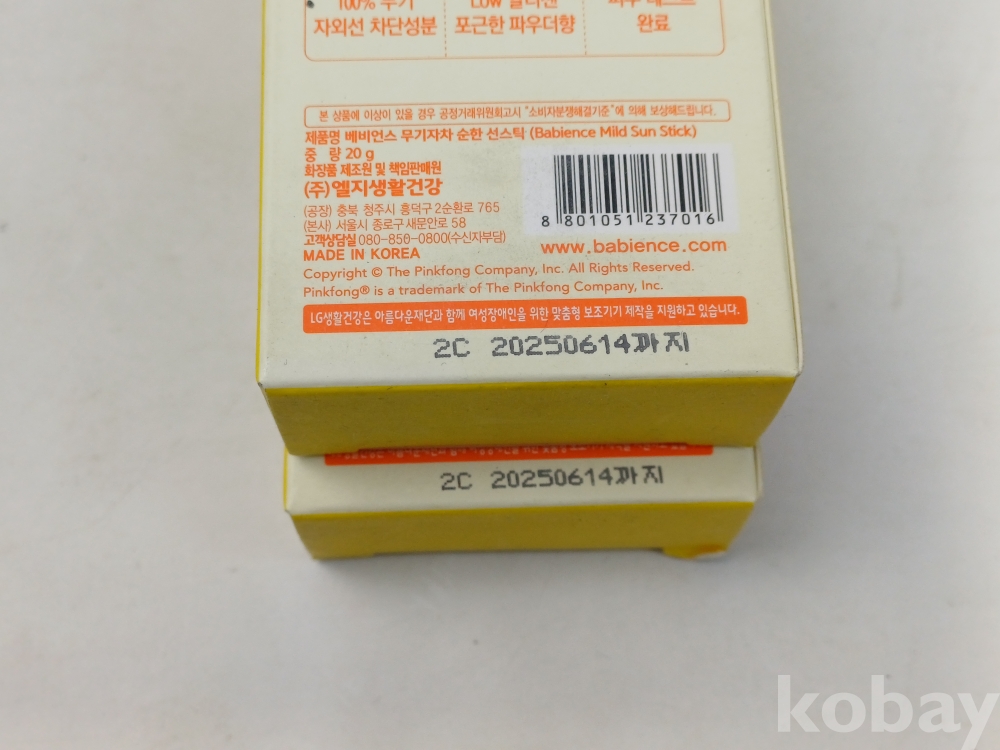 100% 무기
자외선 차단성분
Low 알러젠
포근한 파우더향
피부 테스트
완료
본 상품에 이상이 있을 경우 공정거래위원회고시 "소비자분쟁해결기준"에 의해 보상해드립니다.
제품명 베비언스 무기자차 순한 선스틱 (Babience Mild Sun Stick)
중 량 20 g
화장품 제조원 및 책임판매원
(주)엘지생활건강
(공장) 충북 청주시 흥덕구 2순환로 765
(본사) 서울시 종로구 새문안로 58
고객상담실 080-850-0800(수신자부담)
MADE IN KOREA
8 801051 237016
www.babience.com
Copyright © The Pinkfong Company, Inc. All Rights Reserved.
Pinkfong® is a trademark of The Pinkfong Company, Inc.
LG생활건강은 아름다운재단과 함께 여성장애인을 위한 맞춤형 보조기기 제작을 지원하고 있습니다.
2C 20250614까지
2C 20250614까지
kobay